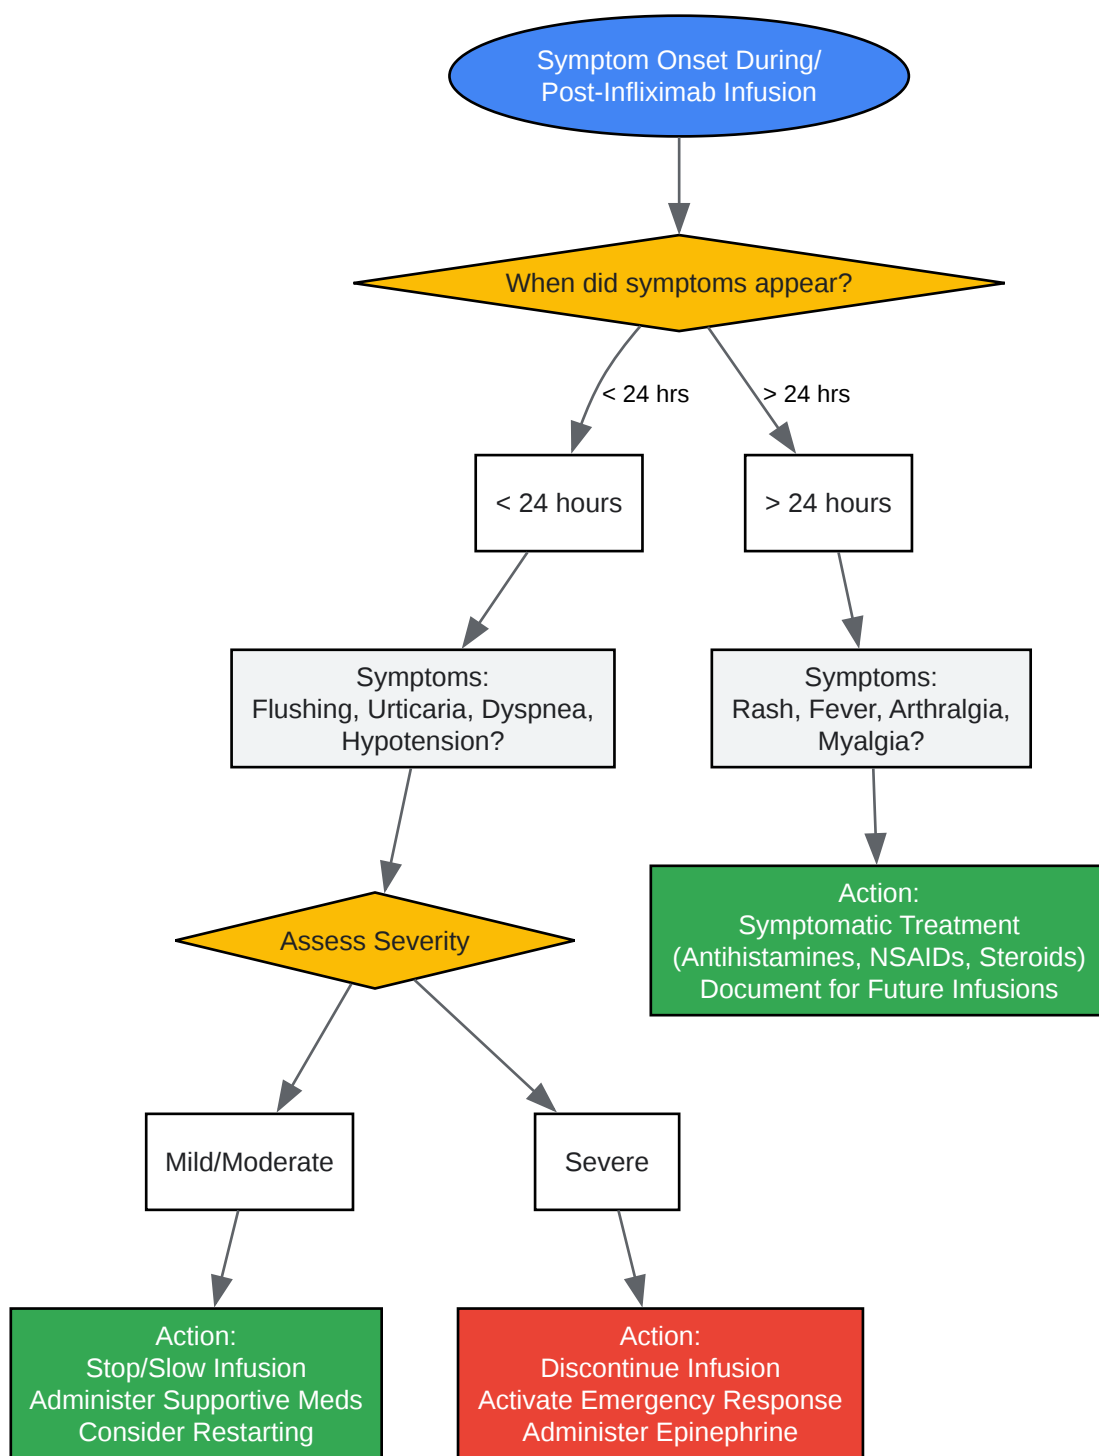 Symptom Onset During/
Post-Infliximab Infusion
When did symptoms appear?
< 24 hrs
> 24 hrs
< 24 hours
> 24 hours
Symptoms:
Flushing, Urticaria, Dyspnea,
Hypotension?
Symptoms:
Rash, Fever, Arthralgia,
Myalgia?
Action:
Symptomatic Treatment
(Antihistamines, NSAIDs, Steroids)
Document for Future Infusions
Assess Severity
Mild/Moderate
Severe
Action:
Stop/Slow Infusion
Administer Supportive Meds
Consider Restarting
Action:
Discontinue Infusion
Activate Emergency Response
Administer Epinephrine